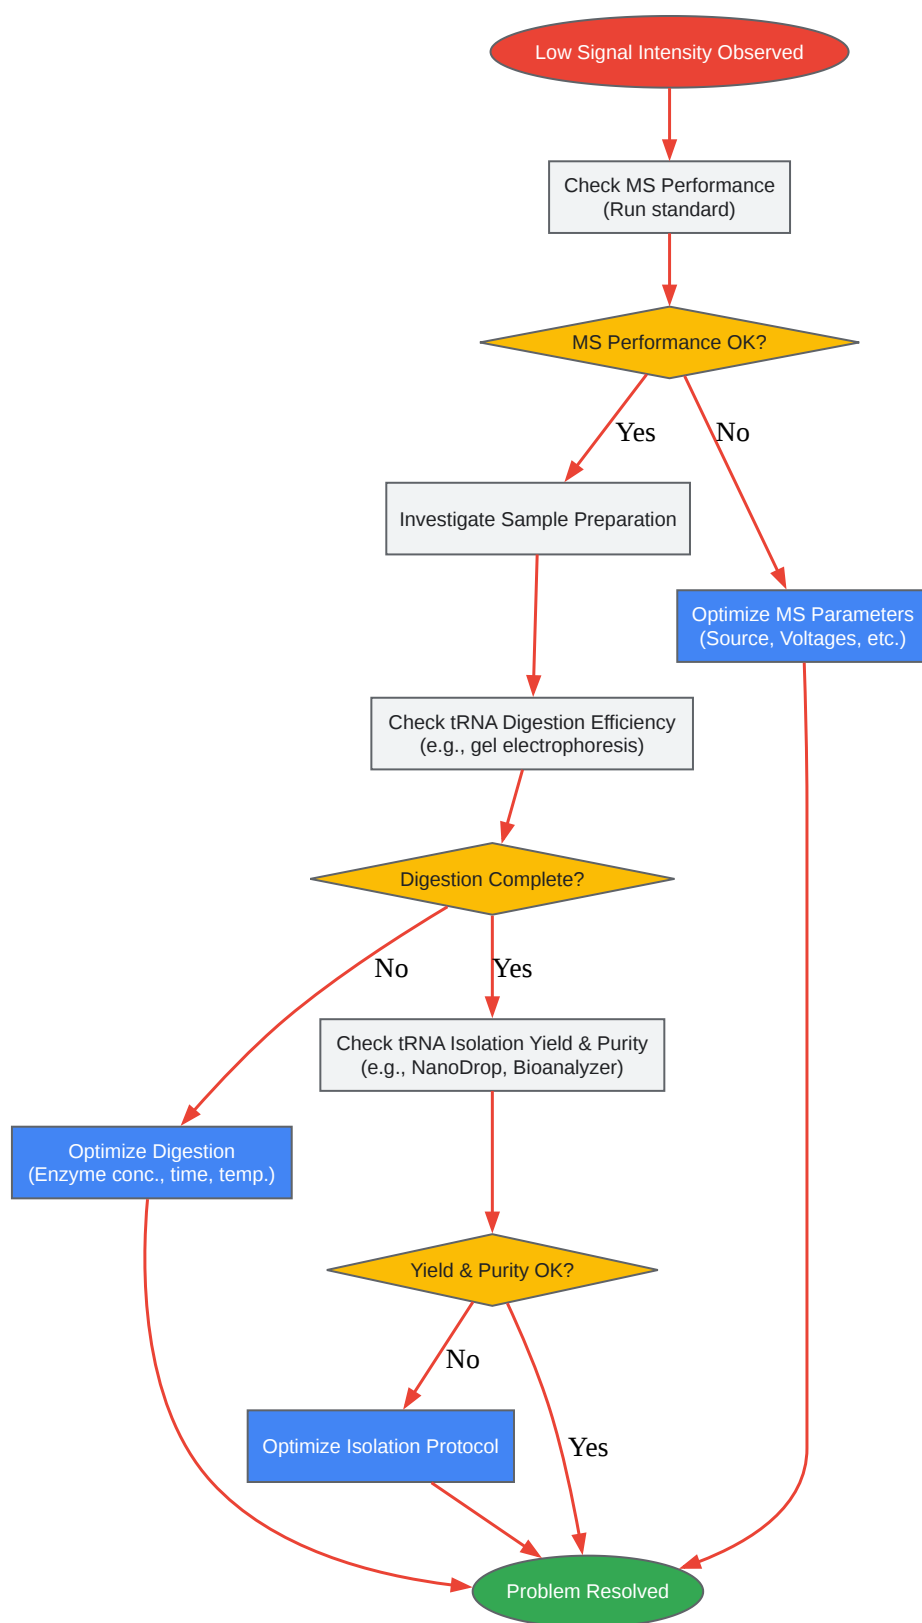 Low Signal Intensity Observed
Check MS Performance
(Run standard)
MS Performance OK?
Yes
No
Investigate Sample Preparation
Optimize MS Parameters
(Source, Voltages, etc.)
Check tRNA Digestion Efficiency
(e.g., gel electrophoresis)
Digestion Complete?
No
Yes
Check tRNA Isolation Yield & Purity
(e.g., NanoDrop, Bioanalyzer)
Optimize Digestion
(Enzyme conc., time, temp.)
Yield & Purity OK?
No
Optimize Isolation Protocol
Yes
Problem Resolved